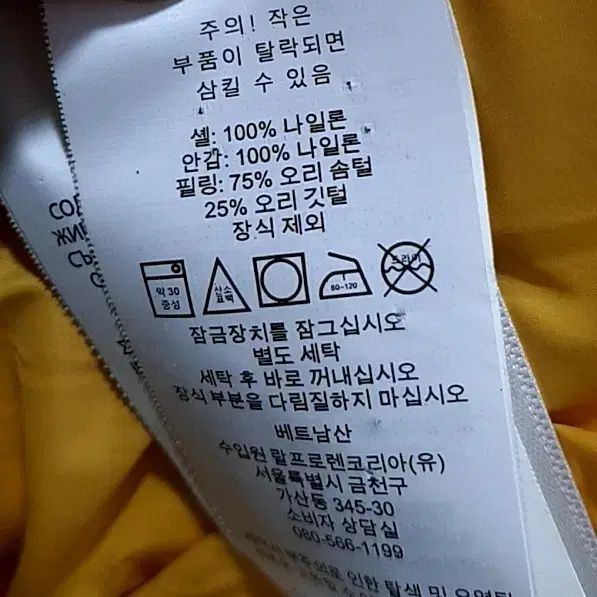 주의! 작은
부품이 탈락되면
삼킬 수 있음
셸: 100% 나일론
안감: 100% 나일론
필링: 75% 오리 솜털
25% 오리 깃털
장식 제외
약 30
중성
산소
표백
80-120
드라이
잠금장치를 잠그십시오
별도 세탁
세탁 후 바로 꺼내십시오
장식 부분을 다림질하지 마십시오
베트남산
수입원 랄프로렌코리아(유)
서울특별시 금천구
가산동 345-30
소비자 상담실
080-566-1199
인한 탈색 및